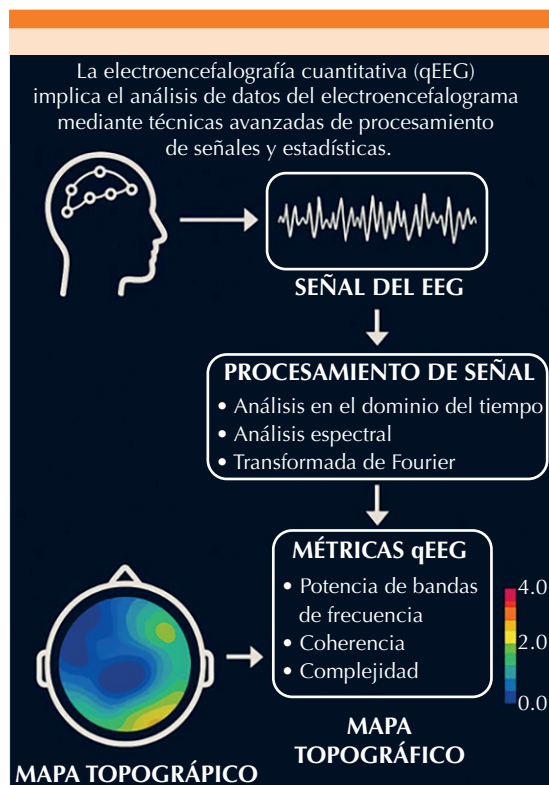 La electroencefalografía cuantitativa (qEEG)
implica el análisis de datos del electroencefalograma
mediante técnicas avanzadas de procesamiento
de señales y estadísticas.
SEÑAL DEL EEG
PROCESAMIENTO DE SEÑAL
• Análisis en el dominio del tiempo
• Análisis espectral
• Transformada de Fourier
MÉTRICAS qEEG
• Potencia de bandas
de frecuencia
• Coherencia
• Complejidad
4.0
2.0
0.0
MAPA
TOPOGRÁFICO
MAPA TOPOGRÁPICO